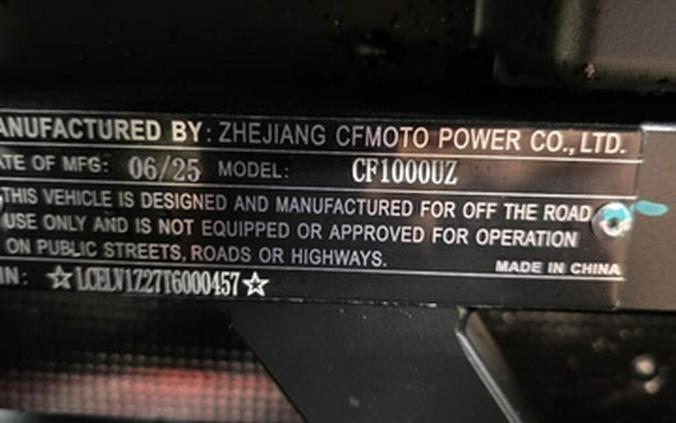 ANUFACTURED BY: ZHEJIANG CFMOTO POWER CO., LTD.
ATE OF MFG: 06/25 MODEL: CF1000UZ
THIS VEHICLE IS DESIGNED AND MANUFACTURED FOR OFF THE ROAD
USE ONLY AND IS NOT EQUIPPED OR APPROVED FOR OPERATION
ON PUBLIC STREETS, ROADS OR HIGHWAYS.
MADE IN CHINA
IN: ☆LCELV1Z27T6000457☆